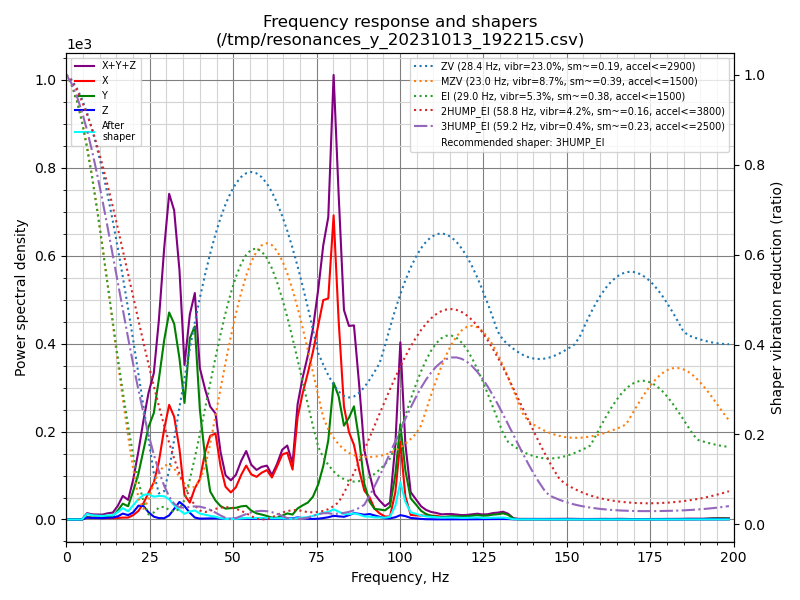 Frequency response and shapers
(/tmp/resonances_y_20231013_192215.csv)
1e3
X+Y+Z
X
Y
Z
After
shaper
ZV (28.4 Hz, vibr=23.0%, sm~=0.19, accel<=2900)
MZV (23.0 Hz, vibr=8.7%, sm~=0.39, accel<=1500)
EI (29.0 Hz, vibr=5.3%, sm~=0.38, accel<=1500)
2HUMP_EI (58.8 Hz, vibr=4.2%, sm~=0.16, accel<=3800)
3HUMP_EI (59.2 Hz, vibr=0.4%, sm~=0.23, accel<=2500)
Recommended shaper: 3HUMP_EI
Power spectral density
1.0
0.8
0.6
0.4
0.2
0.0
1.0
0.8
0.6
0.4
0.2
0.0
Shaper vibration reduction (ratio)
0 25 50 75 100 125 150 175 200
Frequency, Hz